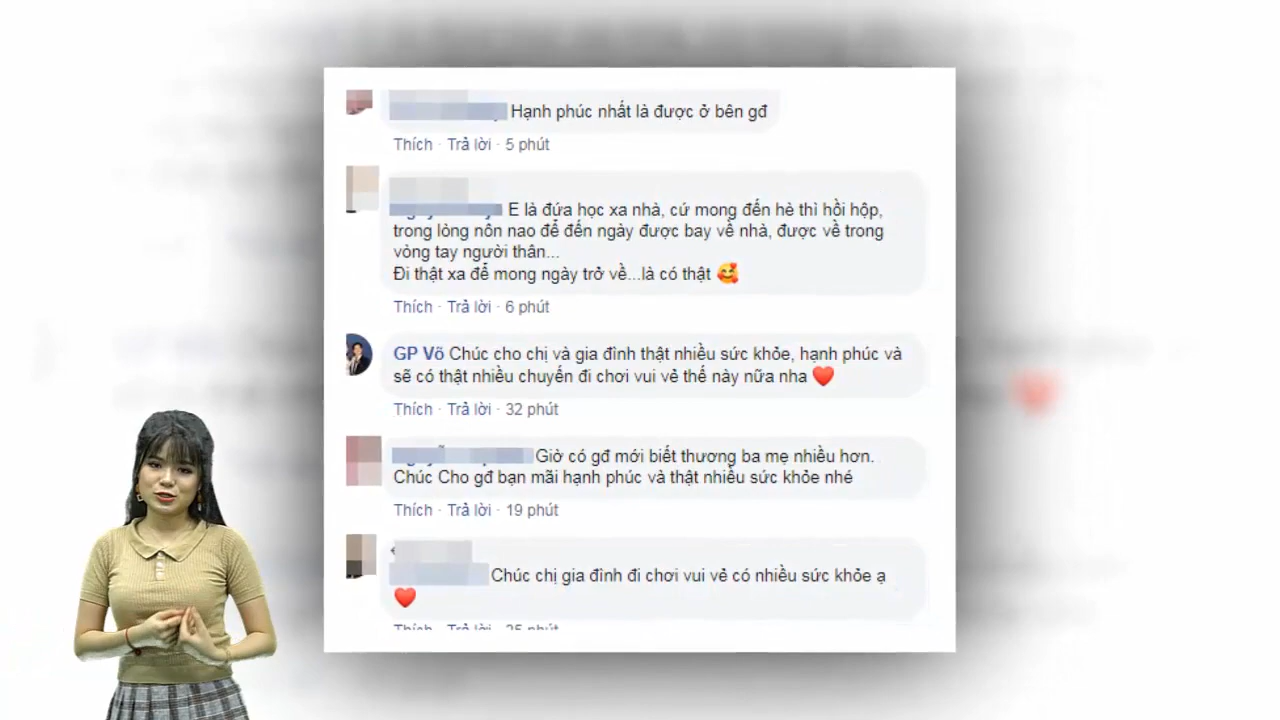 Hạnh phúc nhất là được ở bên gđ
Thích · Trả lời · 5 phút
E là đứa học xa nhà, cứ mong đến hè thì hồi hộp,
trong lòng nôn nao để đến ngày được bay về nhà, được về trong
vòng tay người thân...
Đi thật xa để mong ngày trở về...là có thật 🥰
Thích · Trả lời · 6 phút
GP Võ Chúc cho chị và gia đình thật nhiều sức khỏe, hạnh phúc và
sẽ có thật nhiều chuyến đi chơi vui vẻ thế này nữa nha ❤️
Thích · Trả lời · 32 phút
Giờ có gđ mới biết thương ba mẹ nhiều hơn.
Chúc Cho gđ bạn mãi hạnh phúc và thật nhiều sức khỏe nhé
Thích · Trả lời · 19 phút
Chúc chị gia đình đi chơi vui vẻ có nhiều sức khỏe ạ
❤️
Thích · Trả lời · 25 phút